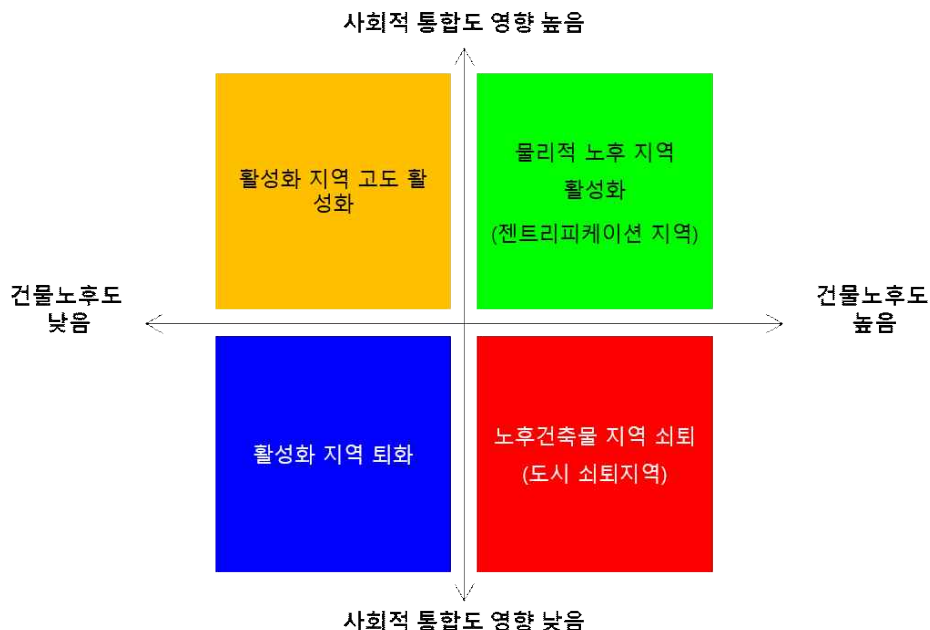 사회적 통합도 영향 높음
활성화 지역 고도 활
성화
물리적 노후 지역
활성화
(젠트리피케이션 지역)
건물노후도
낮음
건물노후도
높음
활성화 지역 퇴화
노후건축물 지역 쇠퇴
(도시 쇠퇴지역)
사회적 통합도 영향 낮음